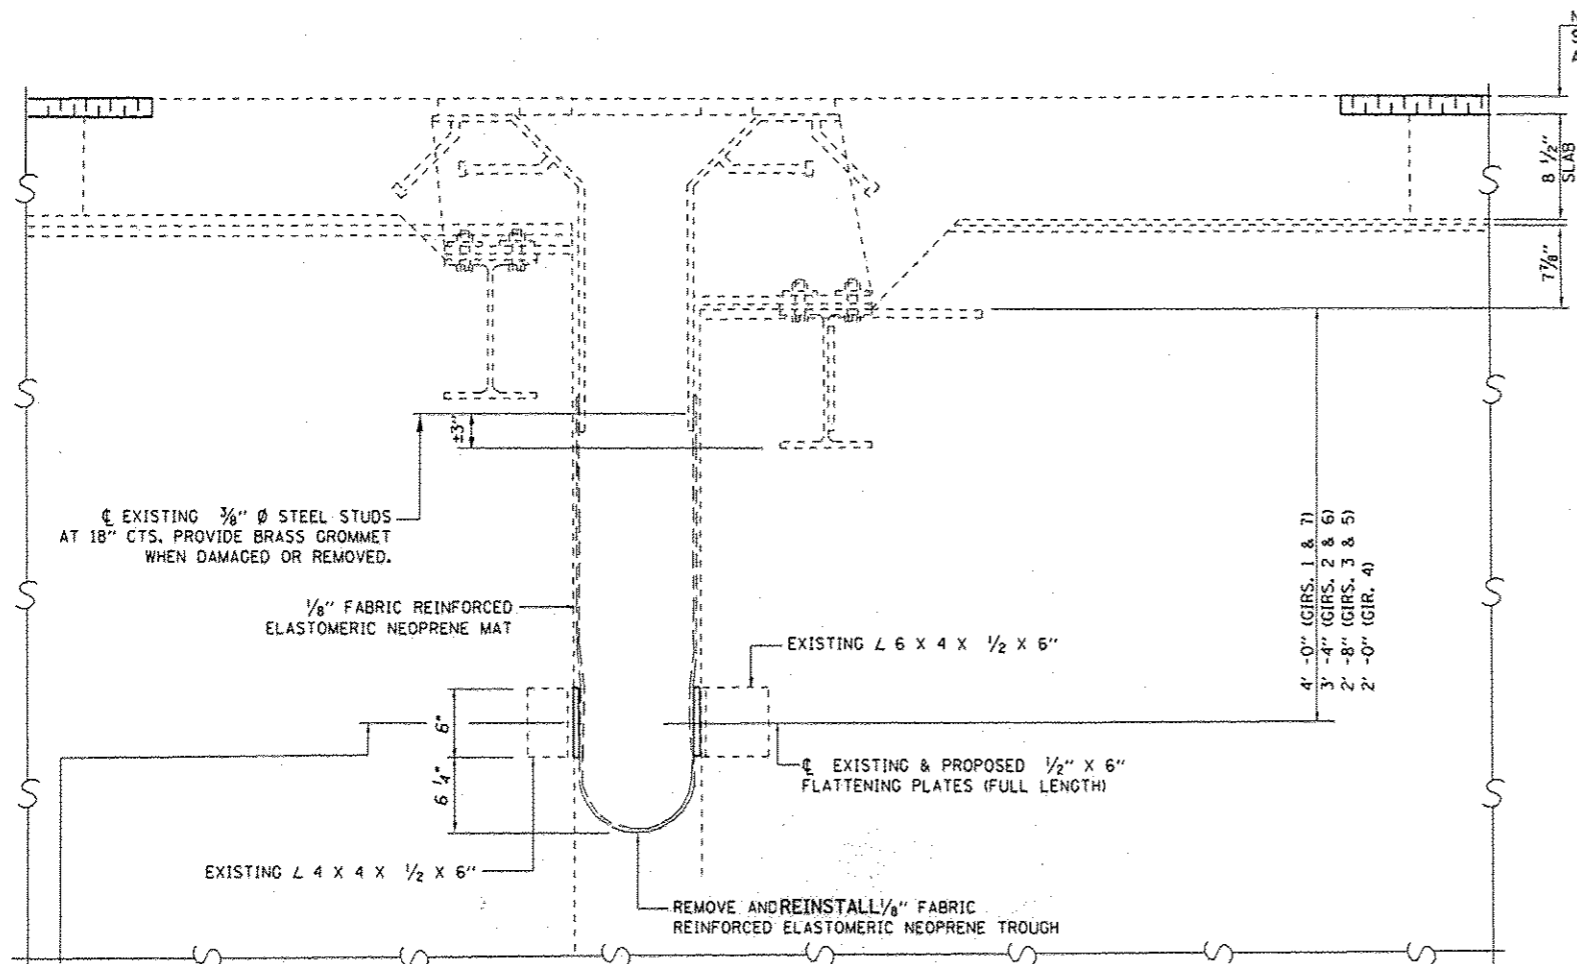 8 1/2"
SLAB
7 7/8"
±3"
℄ EXISTING 3/8" Ø STEEL STUDS
AT 18" CTS. PROVIDE BRASS GROMMET
WHEN DAMAGED OR REMOVED.
1/8" FABRIC REINFORCED
ELASTOMERIC NEOPRENE MAT
EXISTING ∠ 6 X 4 X 1/2 X 6"
4' -0" (GIRS. 1 & 7)
3' -4" (GIRS. 2 & 6)
2' -8" (GIRS. 3 & 5)
2' -0" (GIR. 4)
6"
6 1/4"
℄ EXISTING & PROPOSED 1/2" X 6"
FLATTENING PLATES (FULL LENGTH)
EXISTING ∠ 4 X 4 X 1/2 X 6"
REMOVE AND REINSTALL 1/8" FABRIC
REINFORCED ELASTOMERIC NEOPRENE TROUGH